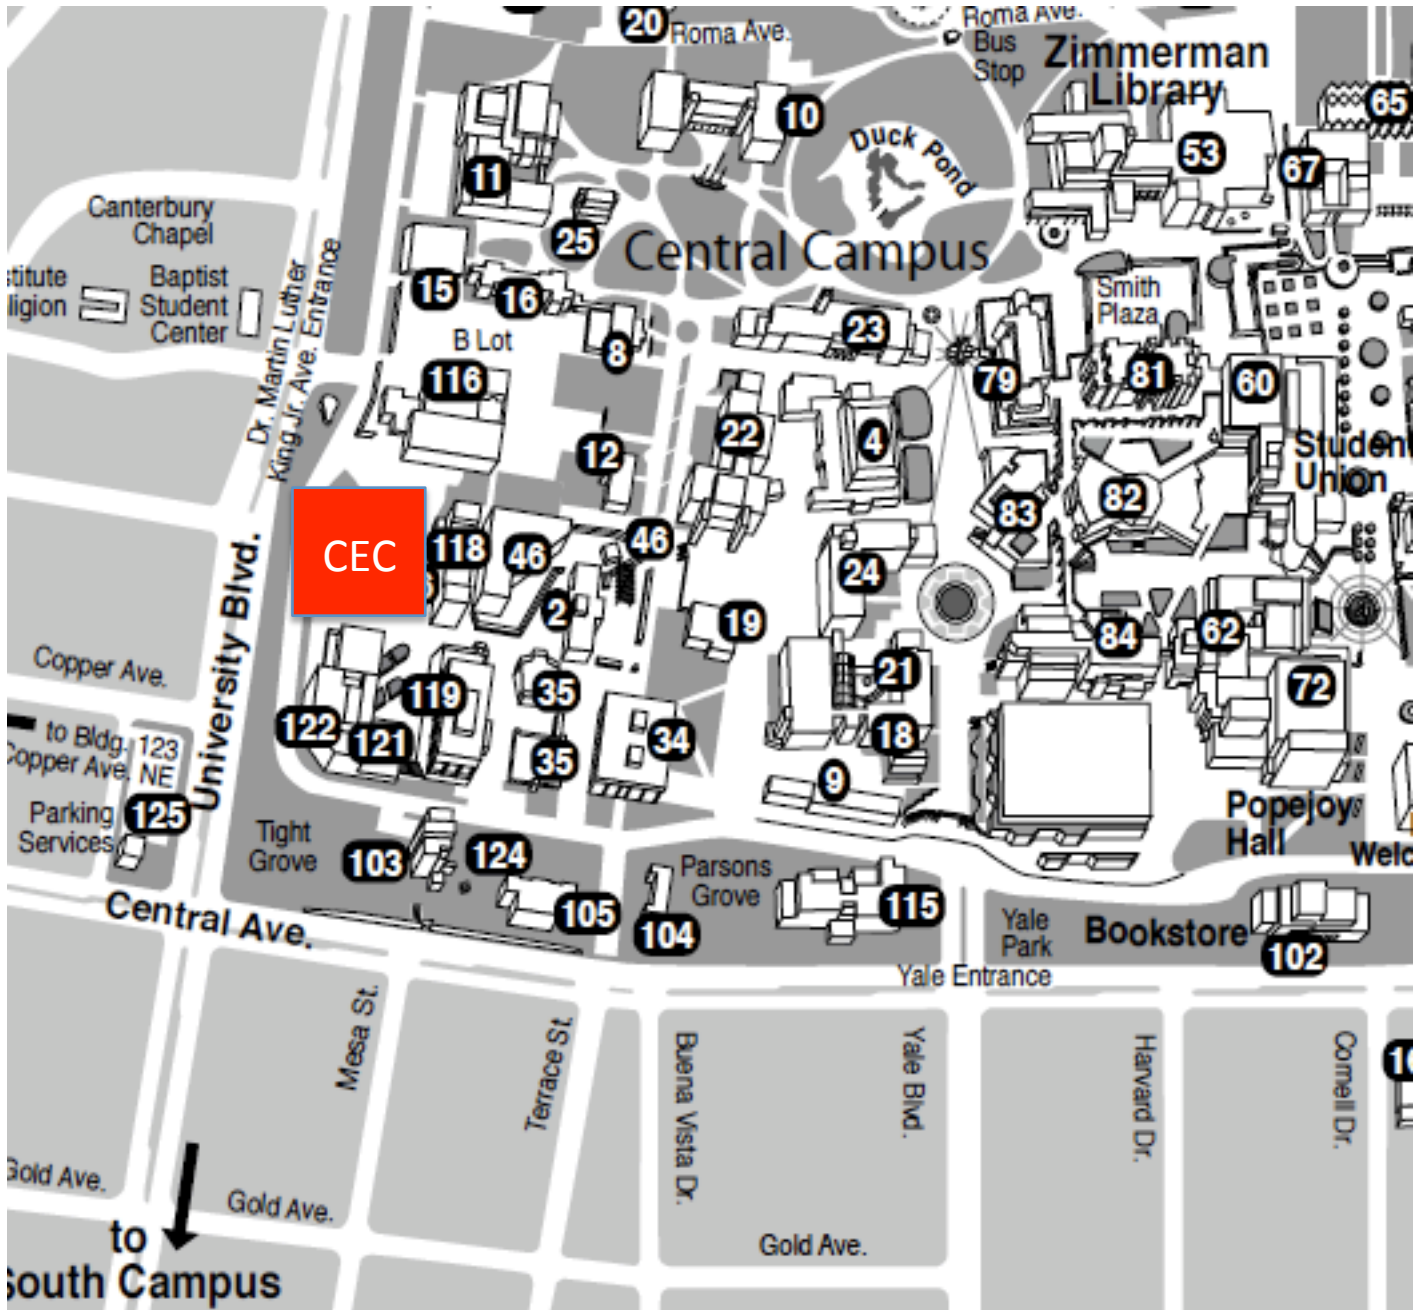 20
Roma Ave.
Roma Ave.
Bus
Stop
Zimmerman
Library
65
10
Duck Pond
53
67
11
Canterbury
Chapel
25
Central Campus
Baptist
Student
Center
15
16
Smith
Plaza
Dr. Martin Luther
King Jr. Ave. Entrance
B Lot
8
23
79
81
60
116
22
4
12
Student
Union
82
83
CEC
118
46
46
24
2
19
84
62
University Blvd.
Copper Ave.
21
35
119
72
122
121
34
18
to Bldg.
123
Copper Ave.
NE
35
9
125
Parking
Services
Tight
Grove
103
124
Popejoy
Hall
Parsons
Grove
105
104
115
Central Ave.
Yale
Park
Bookstore
102
Yale Entrance
Mesa St.
Terrace St.
Buena Vista Dr.
Yale Blvd.
Harvard Dr.
Cornell Dr.
Gold Ave.
Gold Ave.
Gold Ave.
to
South Campus